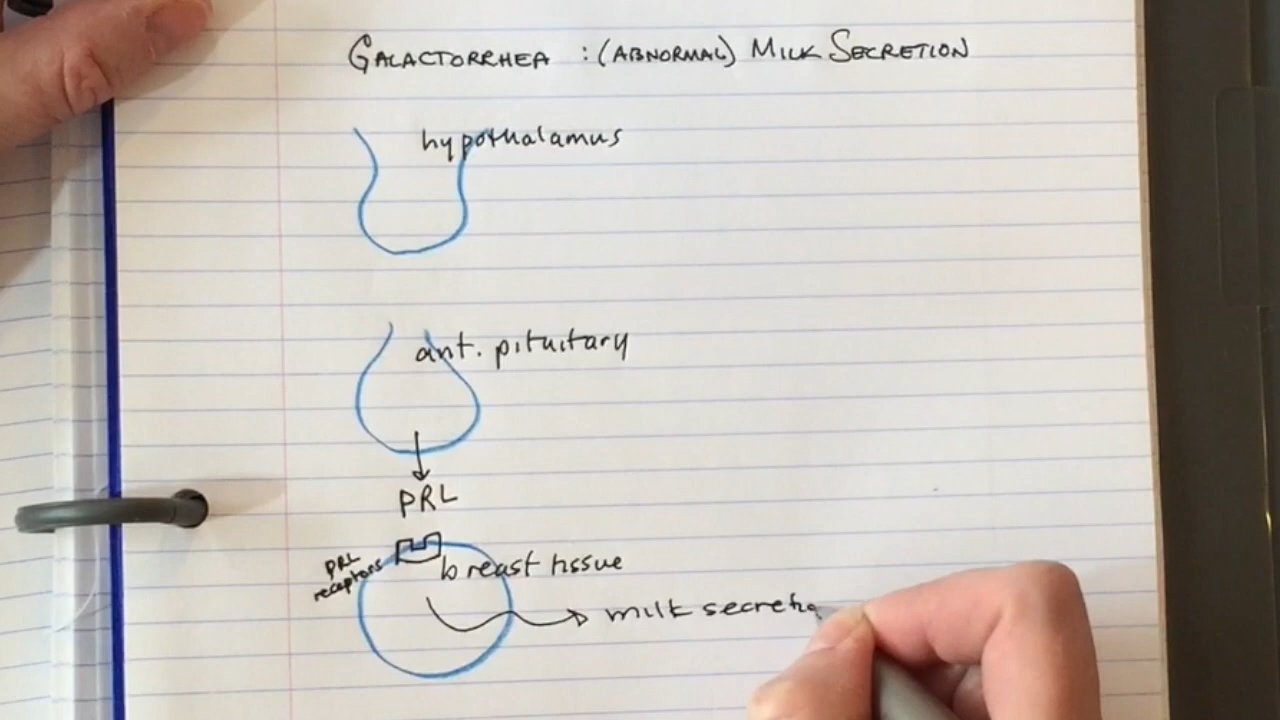 GALACTORRHEA : (ABNORMAL) MILK SECRETION
hypothalamus
ant. pituitary
PRL
PRL
receptors
breast tissue
milk secretio